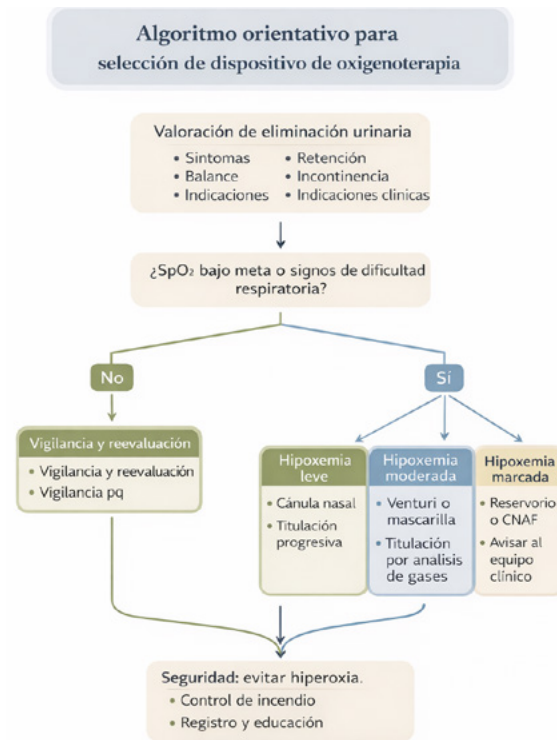 Algoritmo orientativo para
selección de dispositivo de oxigenoterapia
Valoración de eliminación urinaria
• Sintomas
• Balance
• Indicaciones
• Retención
• Incontinencia
• Indicaciones clínicas
¿SpO₂ bajo meta o signos de dificultad
respiratoria?
No
Sí
Vigilancia y reevaluación
• Vigilancia y reevaluación
• Vigilancia pq
Hipoxemia
leve
• Cánula nasal
• Titulación
progresiva
Hipoxemia
moderada
• Venturi o
mascarilla
• Titulación
por analisis
de gases
Hipoxemia
marcada
• Reservorio
o CNAF
• Avisar al
equipo
clínico
Seguridad: evitar hiperoxia.
• Control de incendio
• Registro y educación